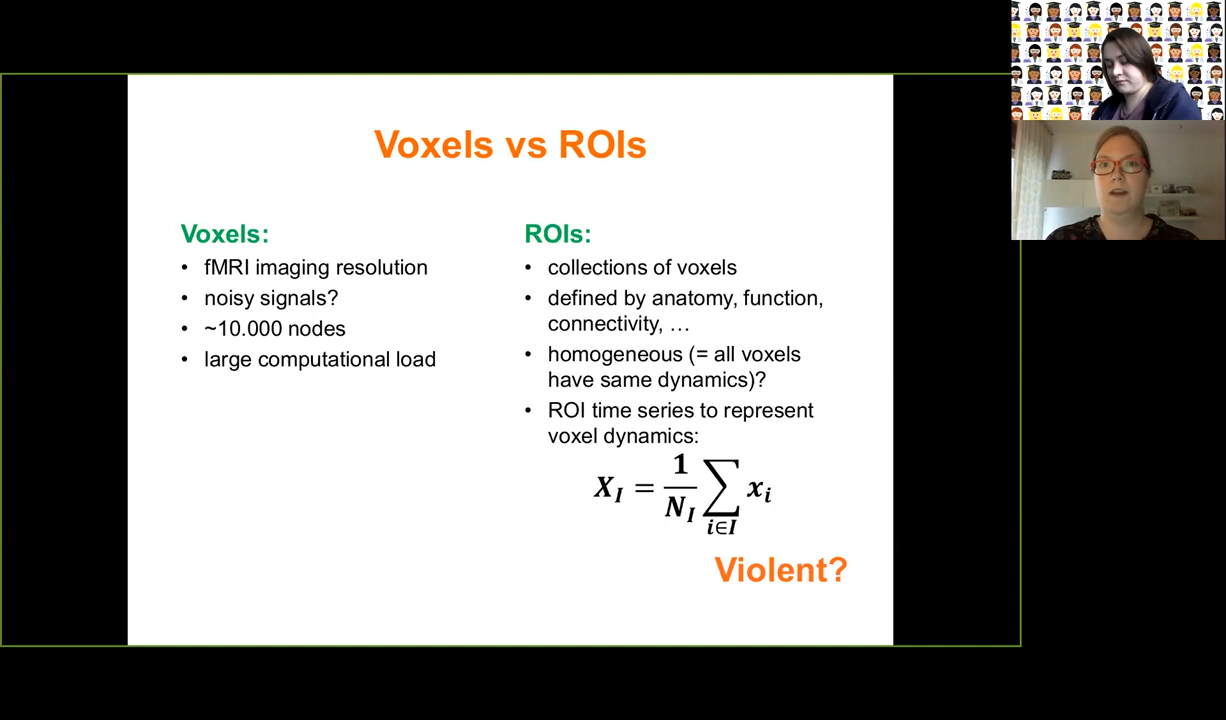 Voxels vs ROIs
Voxels:
• fMRI imaging resolution
• noisy signals?
• ~10.000 nodes
• large computational load
ROIs:
• collections of voxels
• defined by anatomy, function,
connectivity, …
• homogeneous (= all voxels
have same dynamics)?
• ROI time series to represent
voxel dynamics:
X_I = 1/N_I ∑_{i∈I} x_i
Violent?